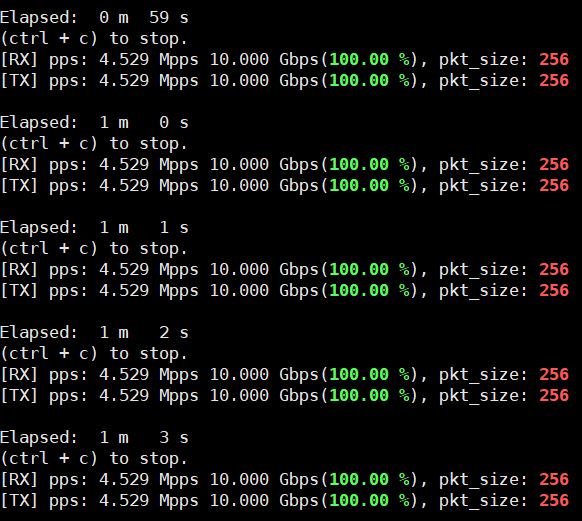 Elapsed:  0 m  59 s
(ctrl + c) to stop.
[RX] pps: 4.529 Mpps 10.000 Gbps(100.00 %), pkt_size: 256
[TX] pps: 4.529 Mpps 10.000 Gbps(100.00 %), pkt_size: 256

Elapsed:  1 m   0 s
(ctrl + c) to stop.
[RX] pps: 4.529 Mpps 10.000 Gbps(100.00 %), pkt_size: 256
[TX] pps: 4.529 Mpps 10.000 Gbps(100.00 %), pkt_size: 256

Elapsed:  1 m   1 s
(ctrl + c) to stop.
[RX] pps: 4.529 Mpps 10.000 Gbps(100.00 %), pkt_size: 256
[TX] pps: 4.529 Mpps 10.000 Gbps(100.00 %), pkt_size: 256

Elapsed:  1 m   2 s
(ctrl + c) to stop.
[RX] pps: 4.529 Mpps 10.000 Gbps(100.00 %), pkt_size: 256
[TX] pps: 4.529 Mpps 10.000 Gbps(100.00 %), pkt_size: 256

Elapsed:  1 m   3 s
(ctrl + c) to stop.
[RX] pps: 4.529 Mpps 10.000 Gbps(100.00 %), pkt_size: 256
[TX] pps: 4.529 Mpps 10.000 Gbps(100.00 %), pkt_size: 256